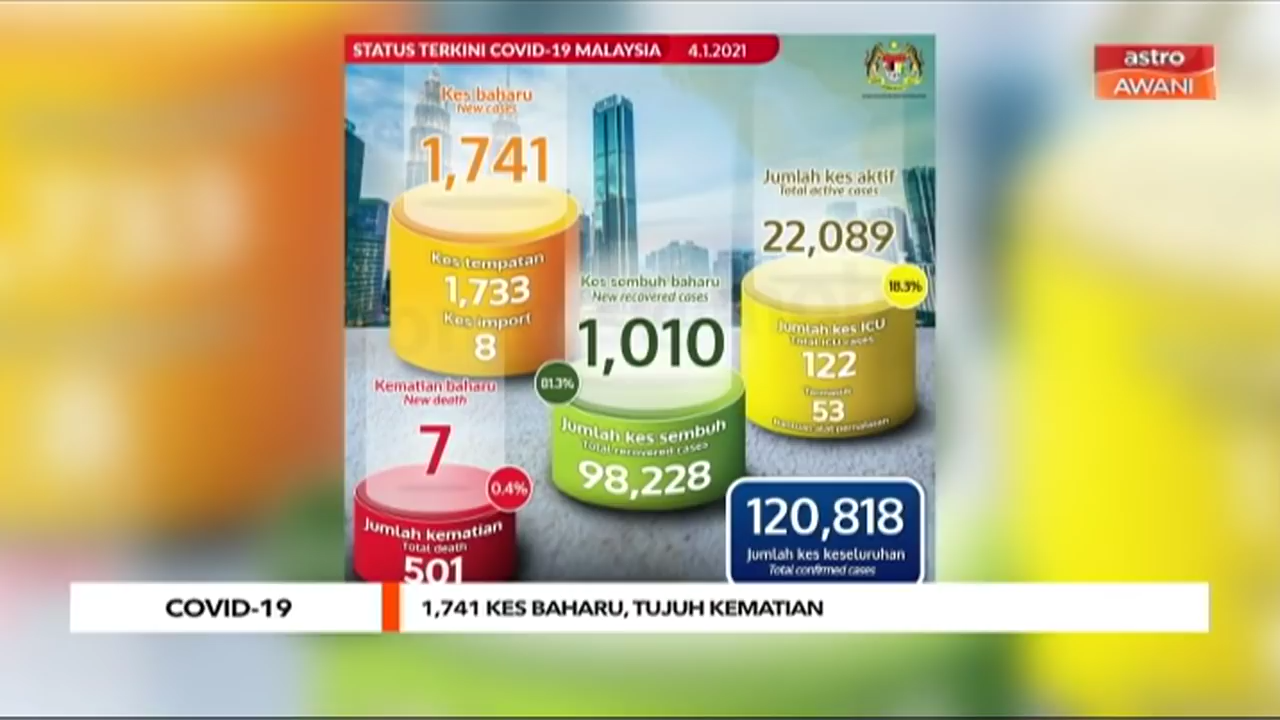 STATUS TERKINI COVID-19 MALAYSIA 4.1.2021
astro
AWANI
Kes baharu
New cases
1,741
Kes tempatan
1,733
Kes import
8
Jumlah kes aktif
Total active cases
22,089
18.3%
Jumlah kes ICU
Total ICU cases
122
53
Kes sembuh baharu
New recovered cases
1,010
81.3%
Jumlah kes sembuh
Total recovered cases
98,228
Kematian baharu
New death
7
0.4%
Jumlah kematian
Total death
501
120,818
Jumlah kes keseluruhan
Total confirmed cases
COVID-19
1,741 KES BAHARU, TUJUH KEMATIAN